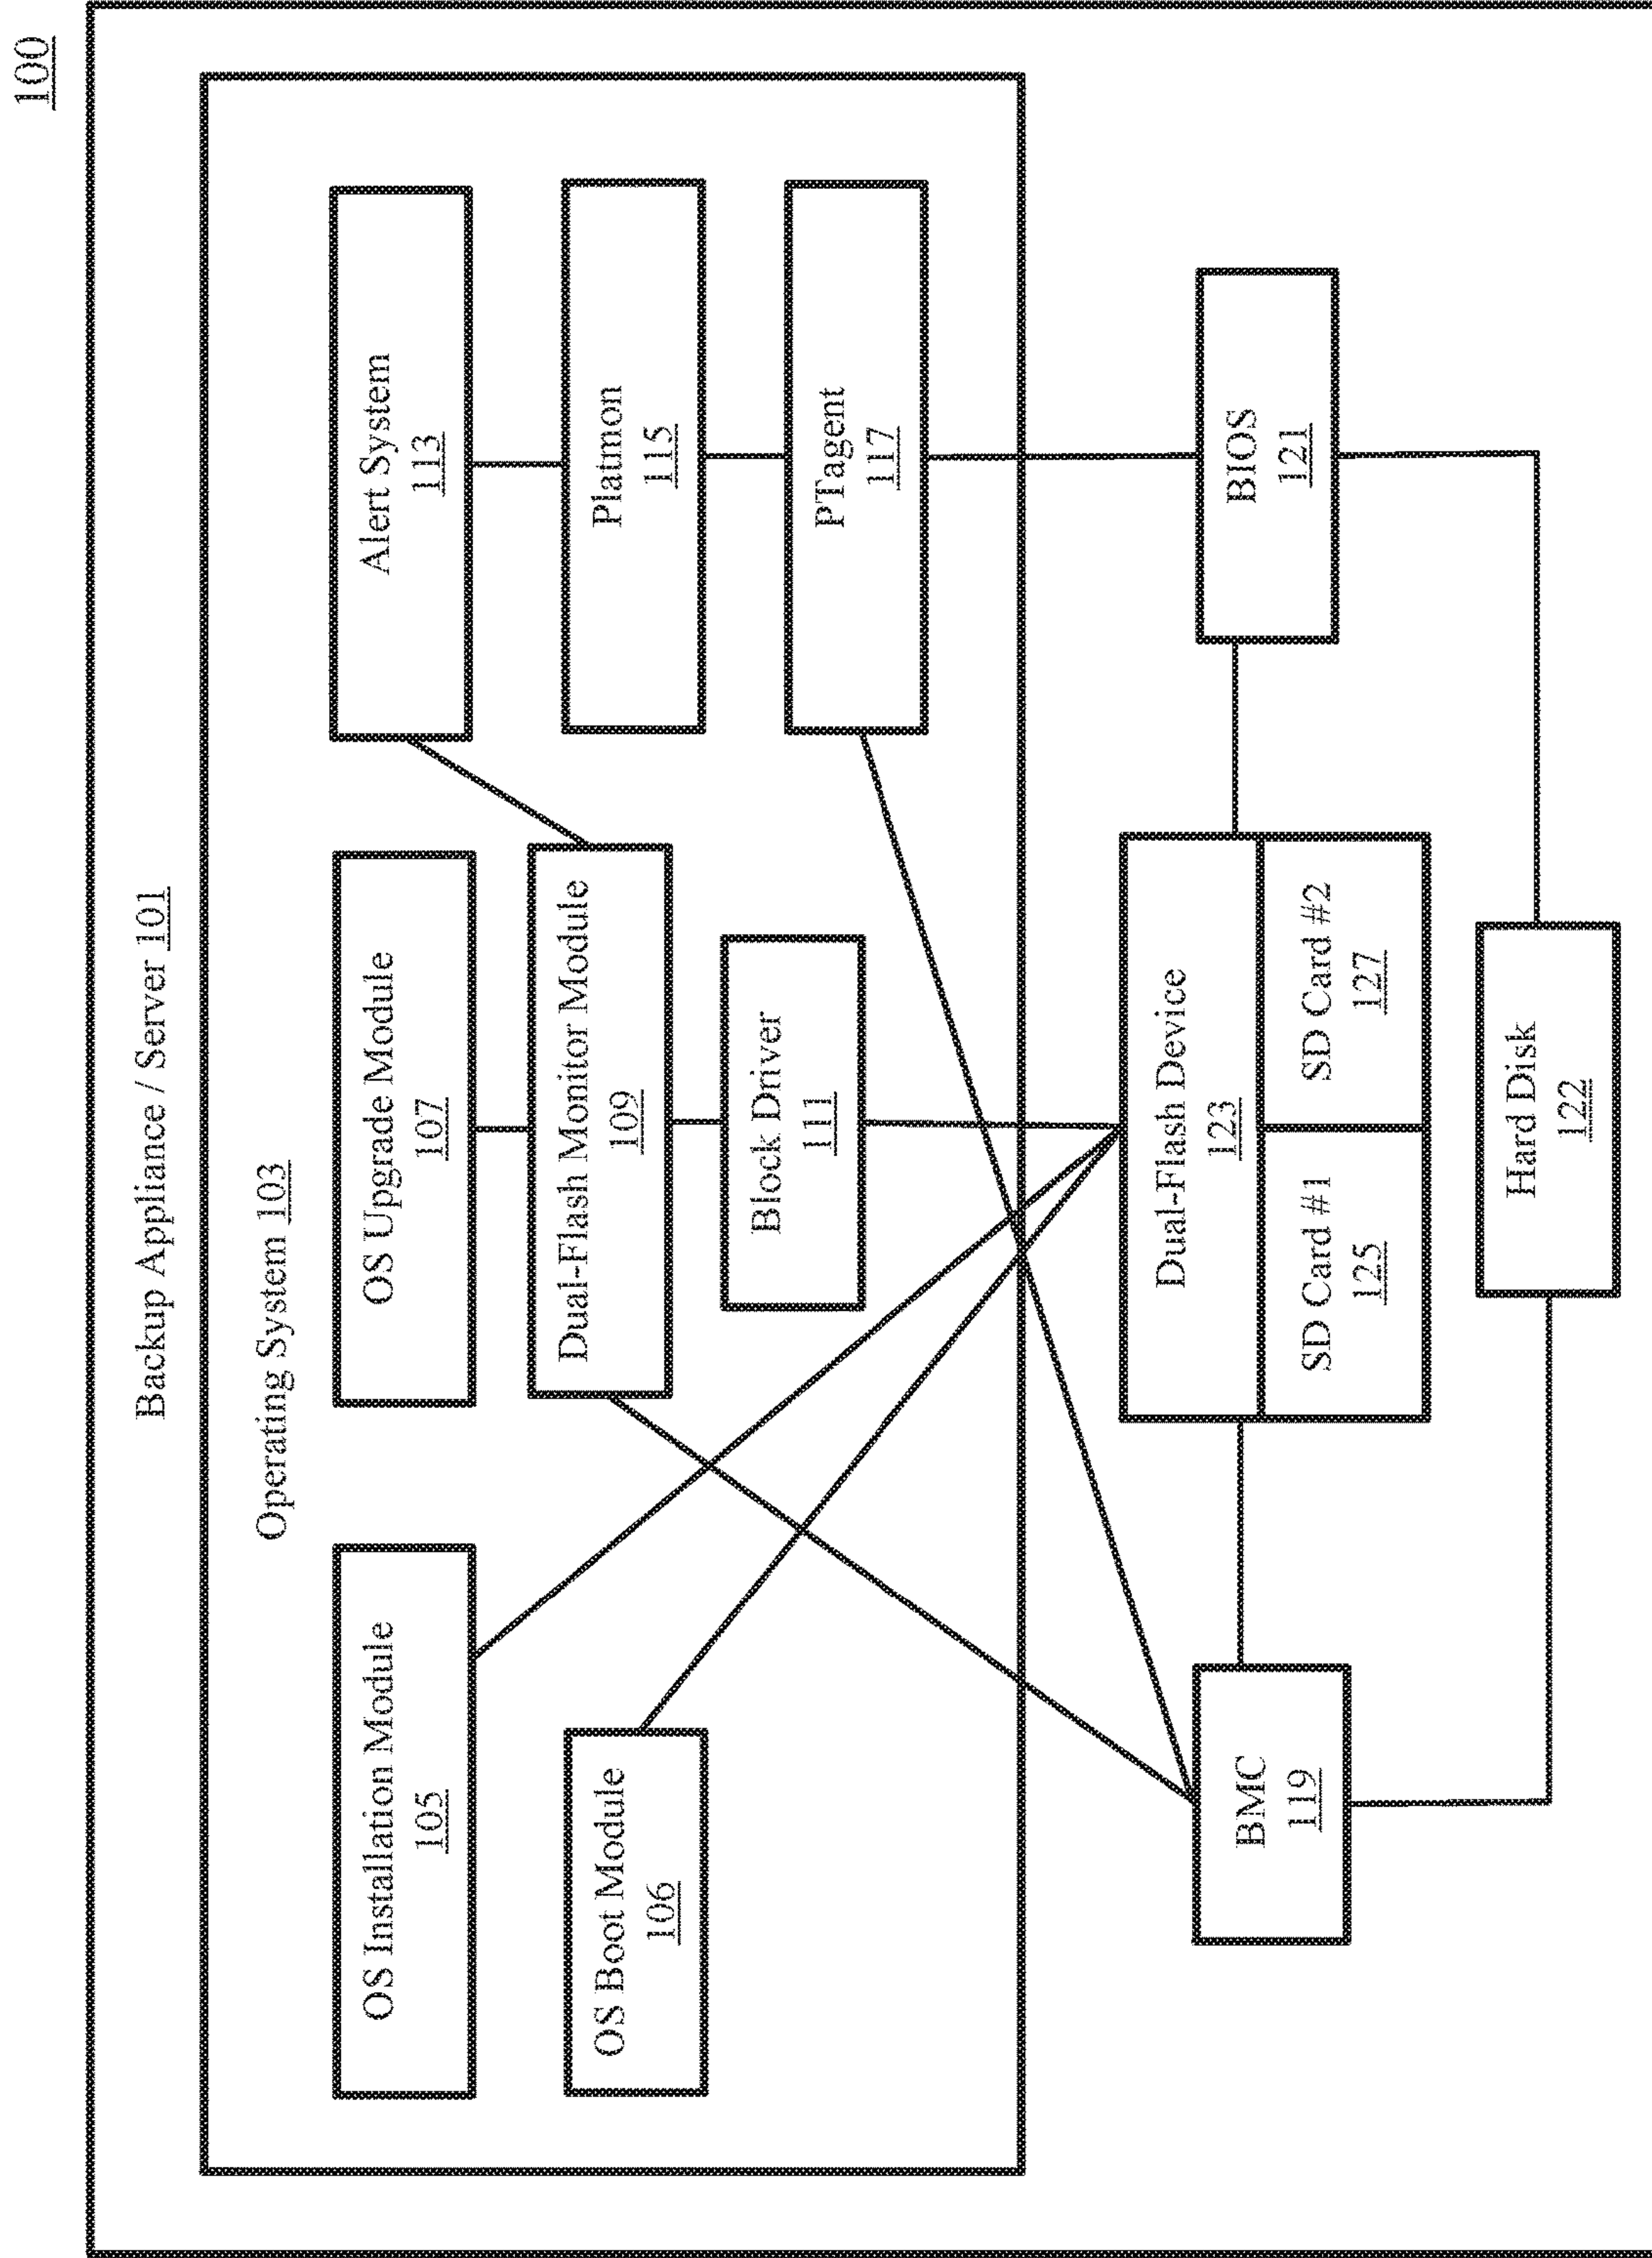 100
Backup Appliance / Server 101
Operating System 103
OS Installation Module
105
OS Upgrade Module
107
Alert System
113
OS Boot Module
106
Dual-Flash Monitor Module
109
Platmon
115
Block Driver
111
PTagent
117
BMC
119
Dual-Flash Device
123
SD Card #1
125
SD Card #2
127
BIOS
121
Hard Disk
122